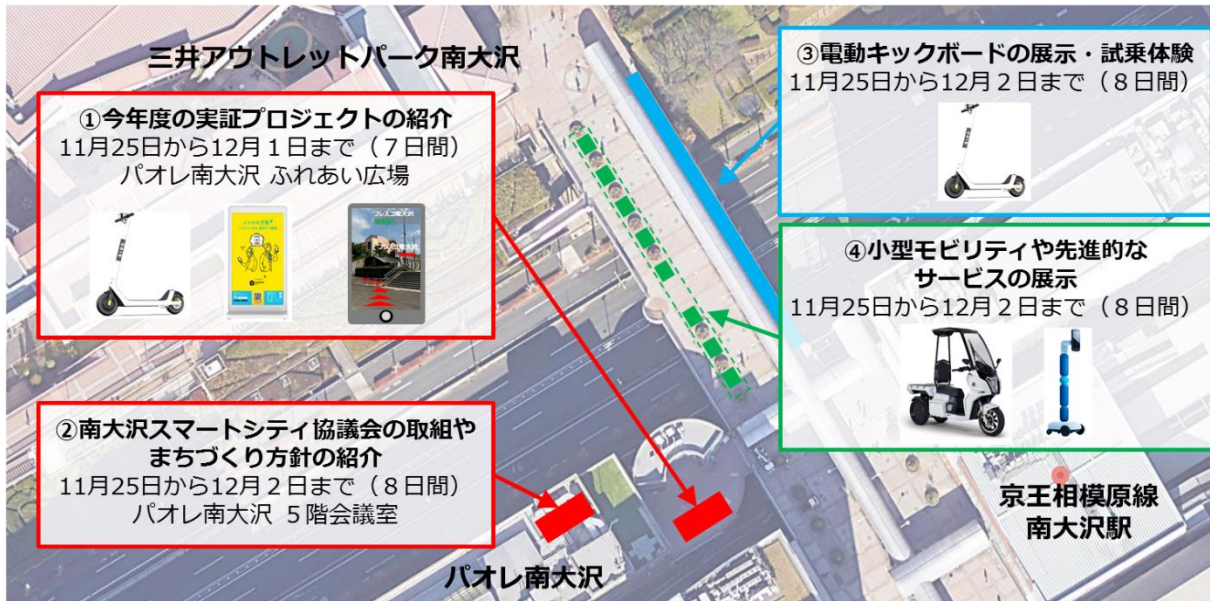 三井アウトレットパーク南大沢
①今年度の実証プロジェクトの紹介
11月25日から12月１日まで（７日間）
パオレ南大沢 ふれあい広場
②南大沢スマートシティ協議会の取組や
まちづくり方針の紹介
11月25日から12月２日まで（８日間）
パオレ南大沢 ５階会議室
③電動キックボードの展示・試乗体験
11月25日から12月２日まで（８日間）
④小型モビリティや先進的な
サービスの展示
11月25日から12月２日まで（８日間）
京王相模原線
南大沢駅
パオレ南大沢